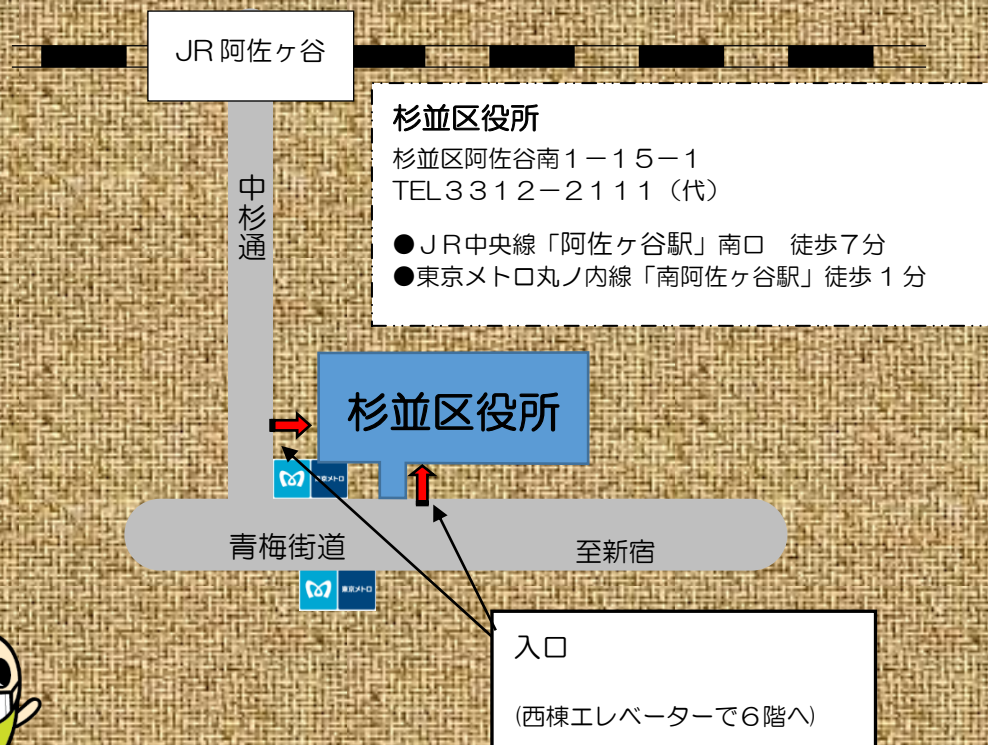 JR 阿佐ヶ谷
杉並区役所
杉並区阿佐谷南１－１５－１
TEL３３１２－２１１１（代）
●ＪＲ中央線「阿佐ヶ谷駅」南口　徒歩７分
●東京メトロ丸ノ内線「南阿佐ヶ谷駅」徒歩 1 分
中杉通
杉並区役所
東京メトロ
青梅街道
至新宿
東京メトロ
入口
(西棟エレベーターで６階へ)